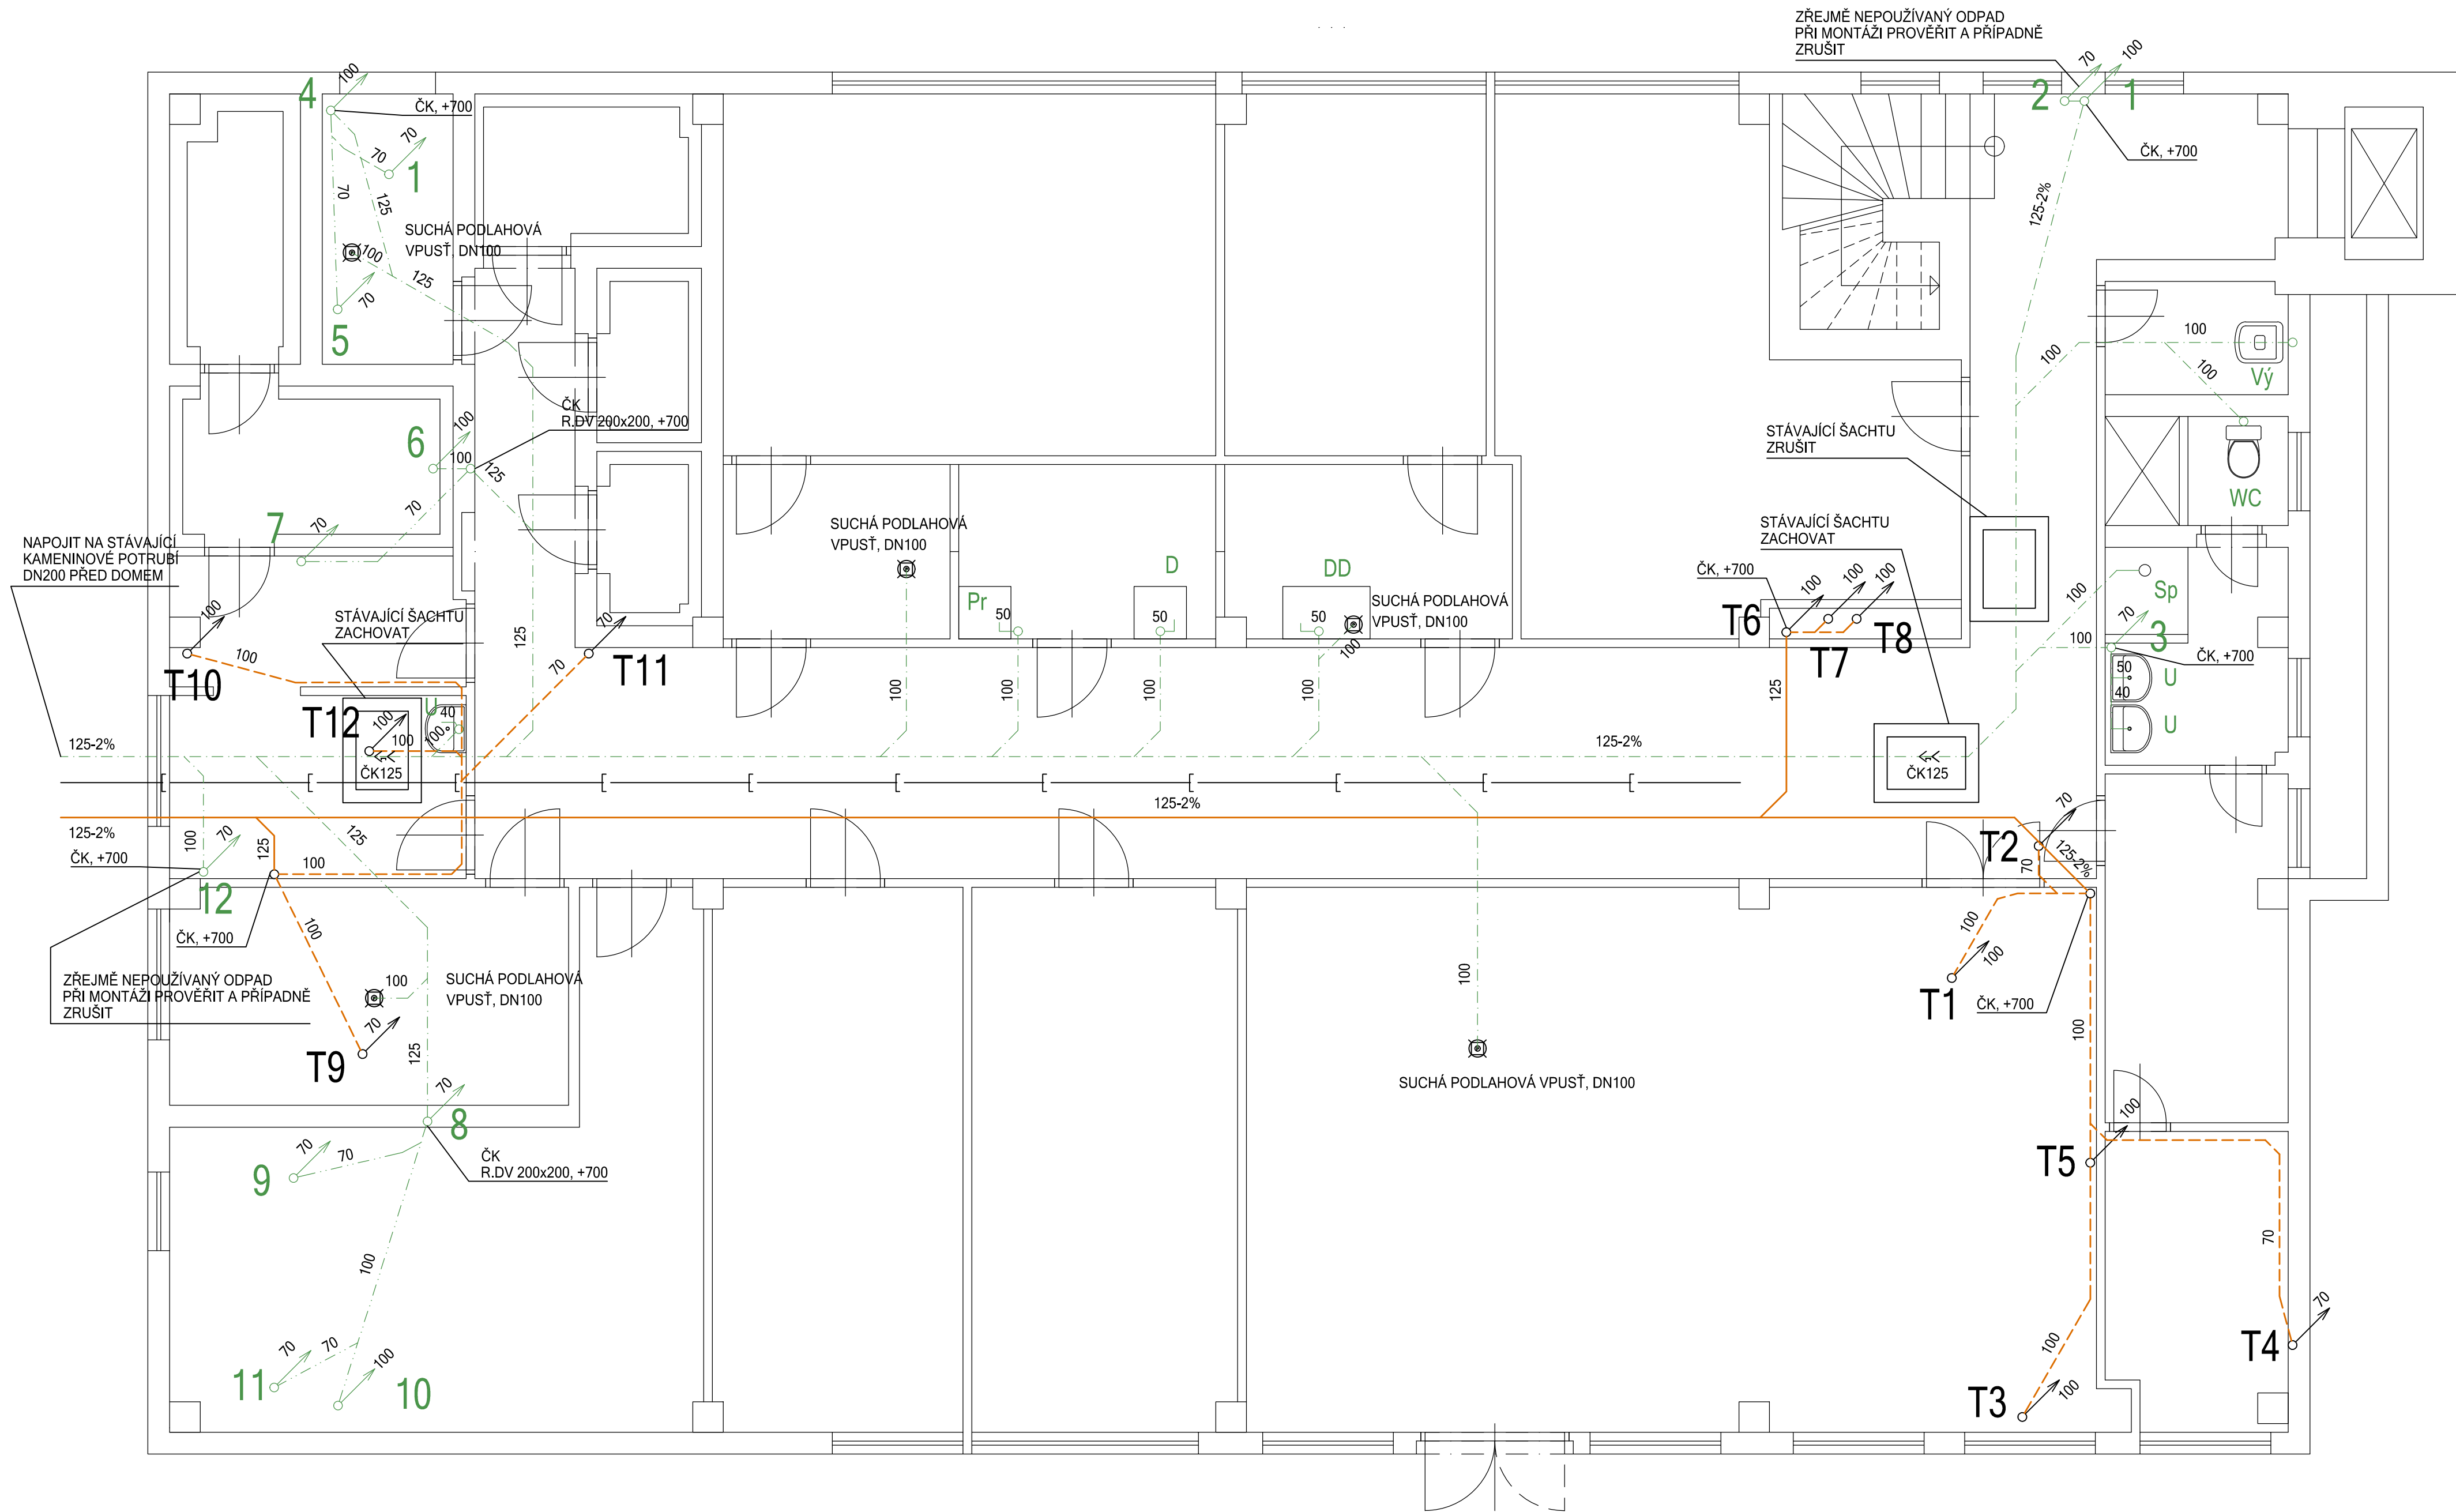 ZŘEJMĚ NEPOUŽÍVANÝ ODPAD
PŘI MONTÁŽI PROVĚŘIT A PŘÍPADNĚ
ZRUŠIT
70
100
2
1
ČK, +700
125-2%
4
100
ČK, +700
70
70
1
70
125
SUCHÁ PODLAHOVÁ
VPUSŤ, DN100
100
125
70
5
ČK
R.DV 200x200, +700
6
100
100
125
70
7
70
NAPOJIT NA STÁVAJÍCÍ
KAMENINOVÉ POTRUBÍ
DN200 PŘED DOMEM
100
100
100
Vý
WC
STÁVAJÍCÍ ŠACHTU
ZRUŠIT
STÁVAJÍCÍ ŠACHTU
ZACHOVAT
SUCHÁ PODLAHOVÁ
VPUSŤ, DN100
D
DD
Pr
50
50
50
SUCHÁ PODLAHOVÁ
VPUSŤ, DN100
100
ČK, +700
100
100
100
T6
T7
T8
100
Sp
70
3
100
ČK, +700
50
40
U
U
STÁVAJÍCÍ ŠACHTU
ZACHOVAT
100
100
T10
125
70
70
T11
T12
100
100
U
40
100
ČK125
125-2%
100
100
100
100
125
125-2%
ČK125
125-2%
125-2%
ČK, +700
100
70
125
100
125
12
ČK, +700
100
ZŘEJMĚ NEPOUŽÍVANÝ ODPAD
PŘI MONTÁŽI PROVĚŘIT A PŘÍPADNĚ
ZRUŠIT
100
SUCHÁ PODLAHOVÁ
VPUSŤ, DN100
70
T9
125
100
SUCHÁ PODLAHOVÁ VPUSŤ, DN100
T2
70
70
125-2%
100
100
T1
ČK, +700
100
100
T5
70
8
70
70
9
ČK
R.DV 200x200, +700
100
70
70
11
100
10
70
70
T4
100
100
T3